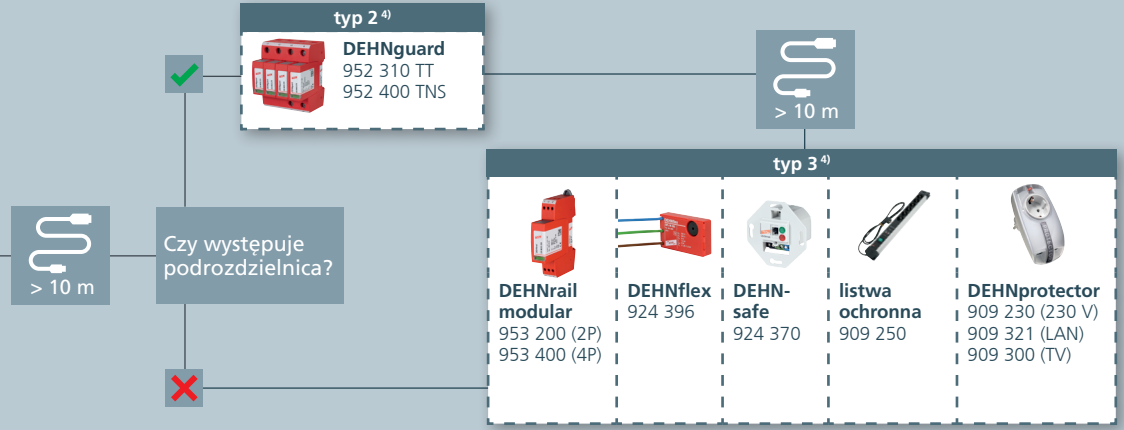 typ 2 4)
DEHNguard
952 310 TT
952 400 TNS
> 10 m
> 10 m
Czy występuje
podrozdzielnica?
typ 3 4)
DEHNrail
modular
953 200 (2P)
953 400 (4P)
DEHNflex
924 396
DEHN-
safe
924 370
listwa
ochronna
909 250
DEHNprotector
909 230 (230 V)
909 321 (LAN)
909 300 (TV)